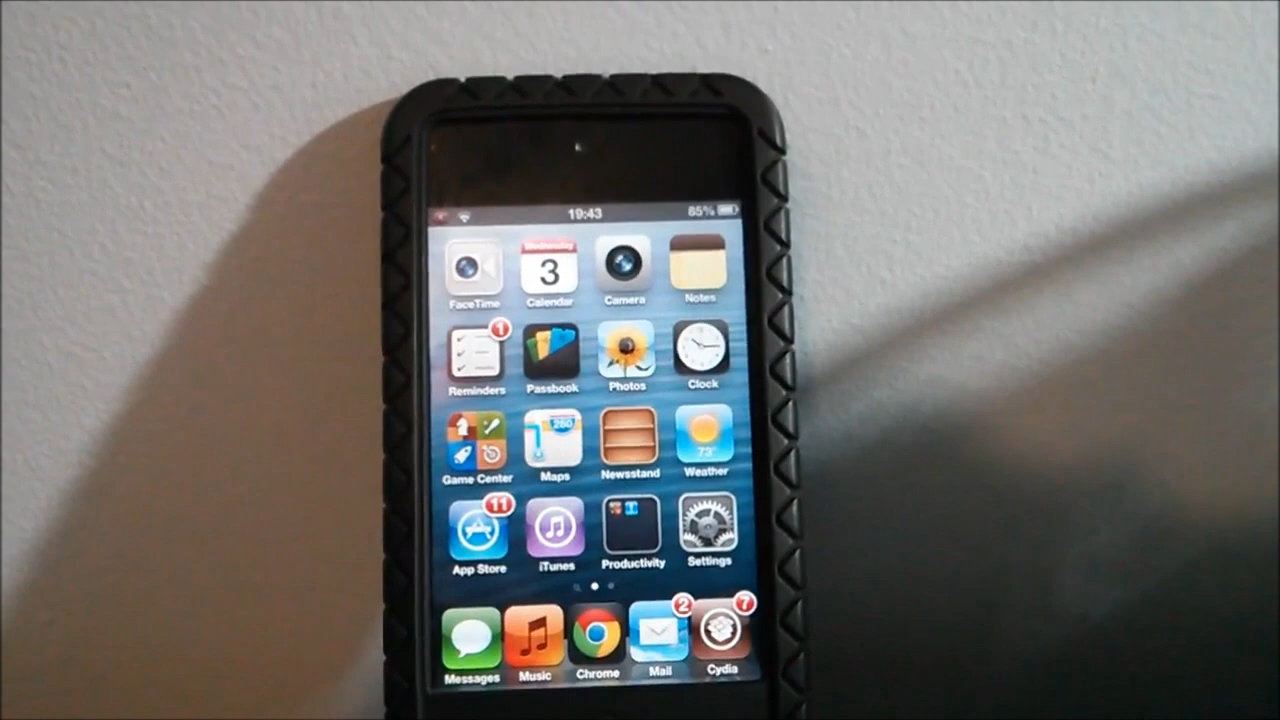 19:43 85%
Wednesday
3
FaceTime Calendar Camera Notes
1
Reminders Passbook Photos Clock
280
73°
Game Center Maps Newsstand Weather
11
App Store iTunes Productivity Settings
2 7
Messages Music Chrome Mail Cydia